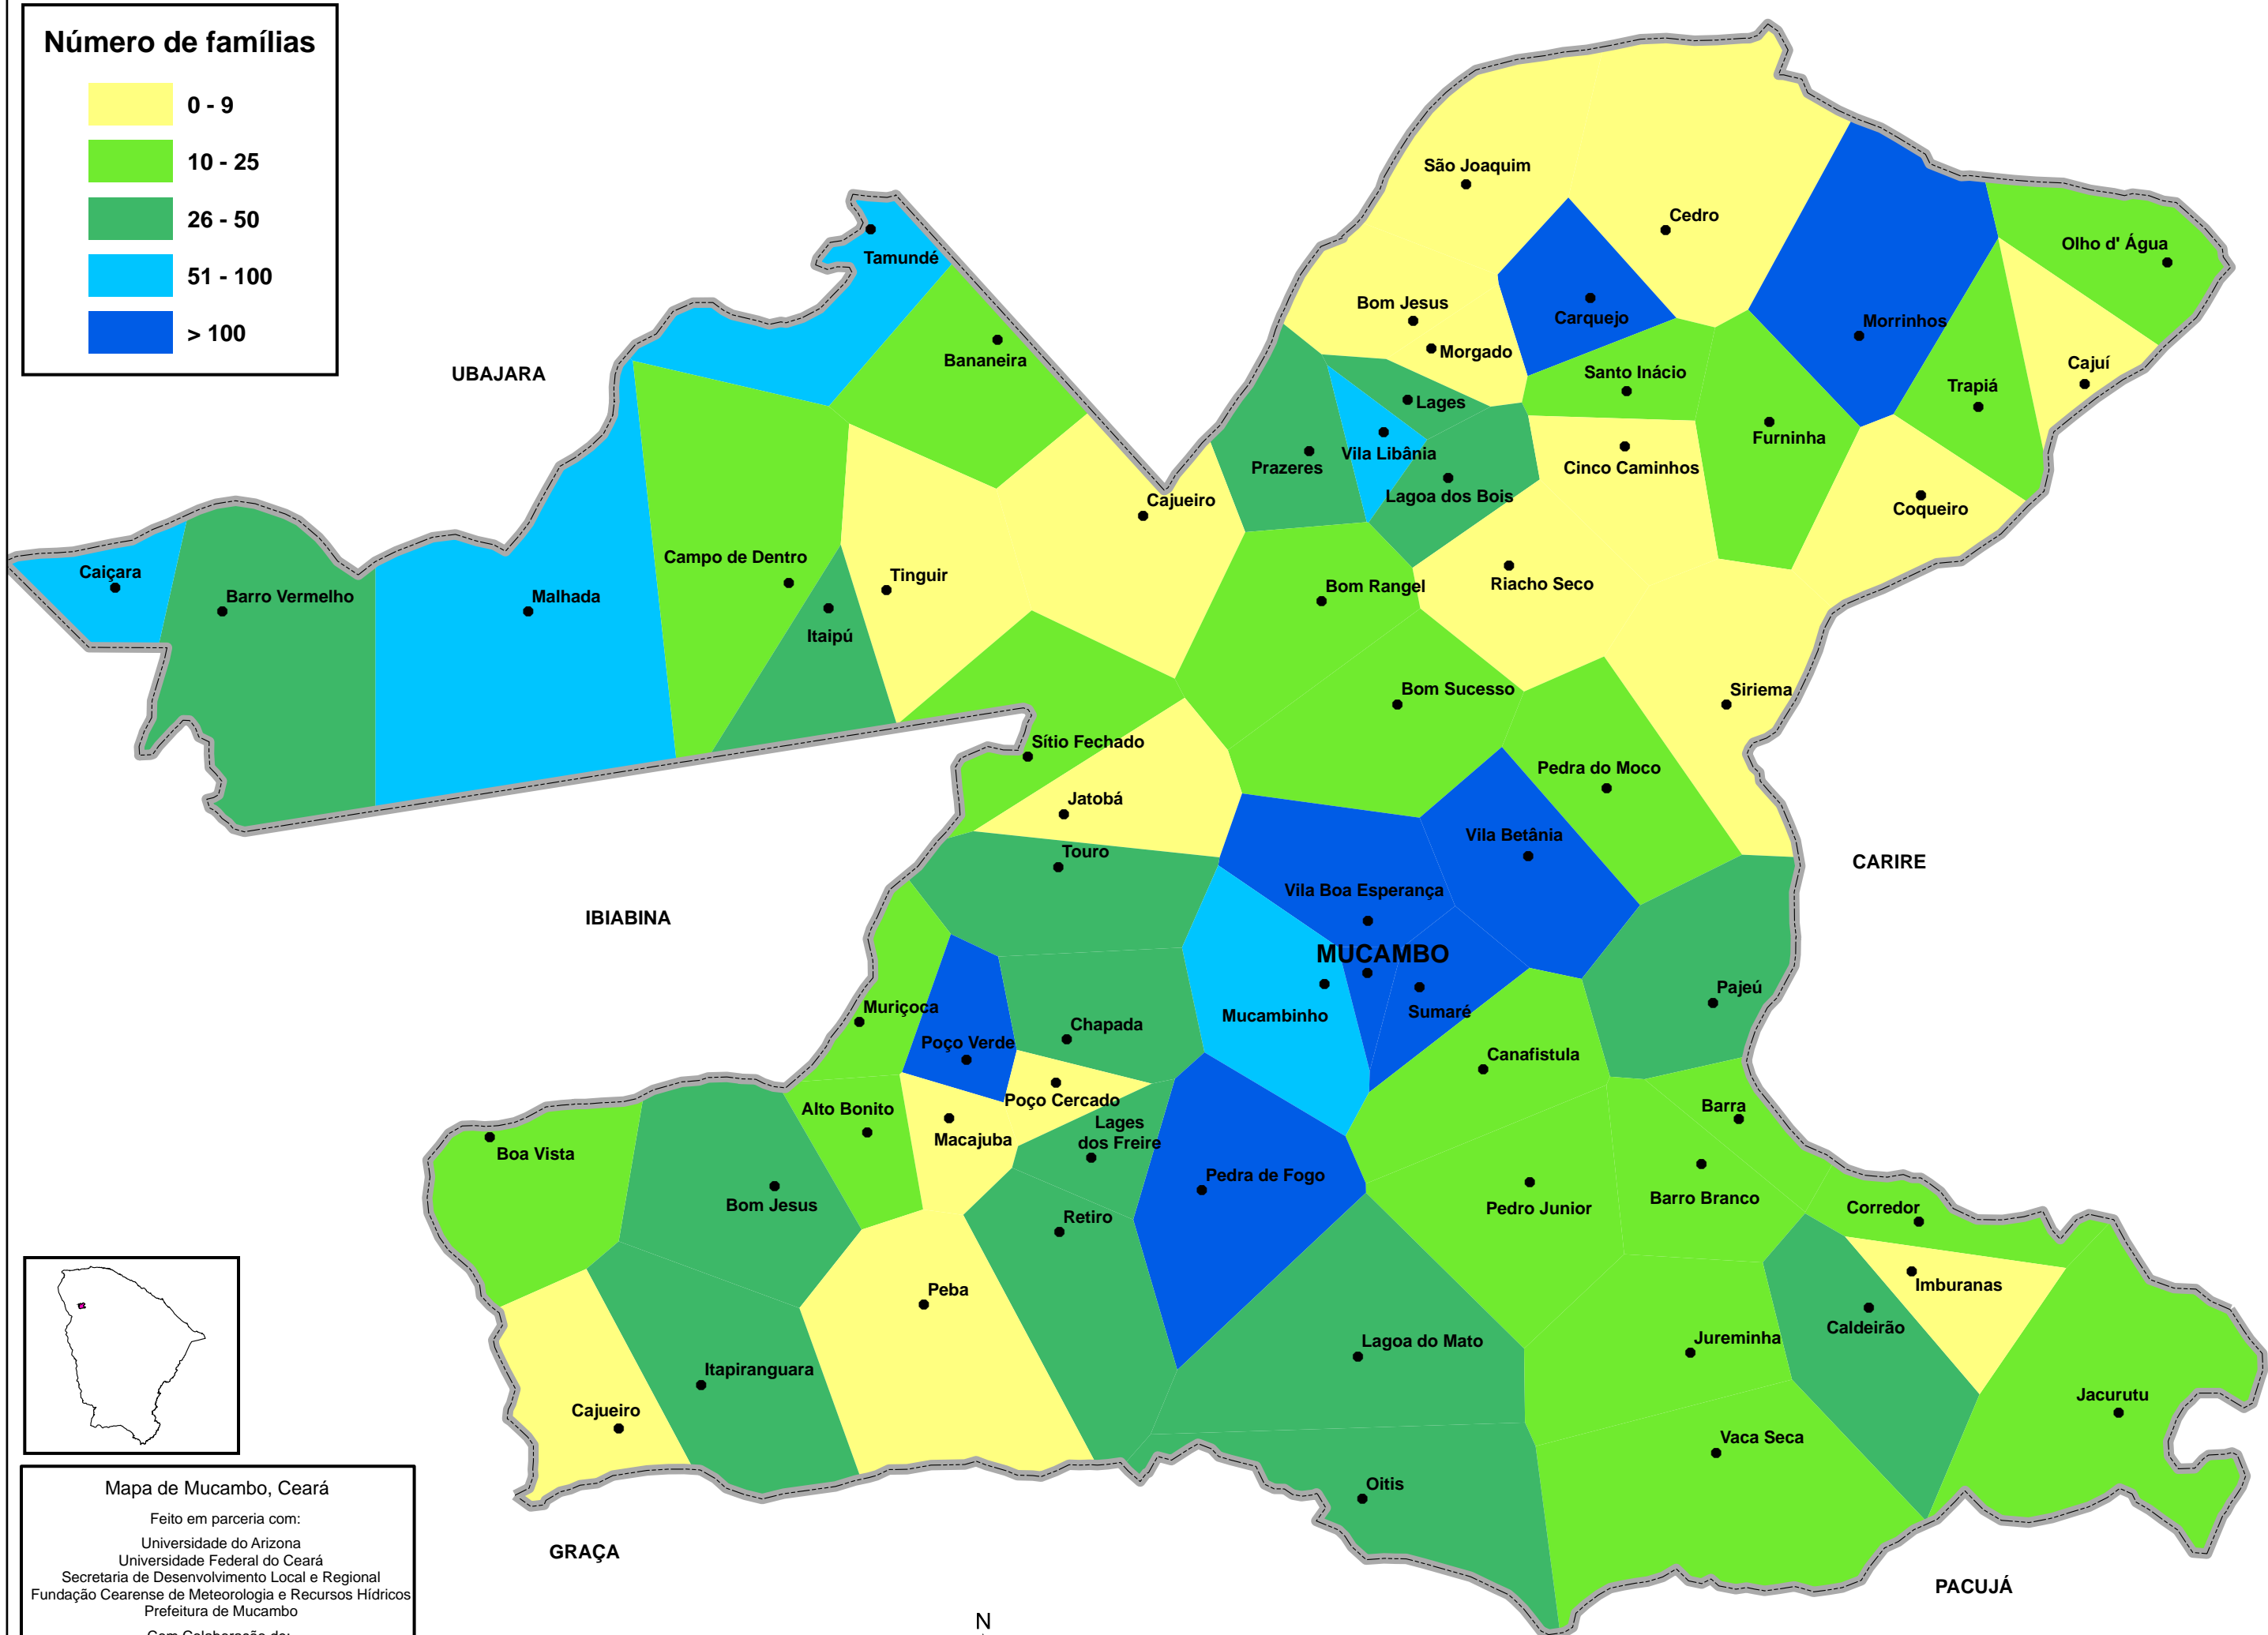 Número de famílias
0 - 9
10 - 25
26 - 50
51 - 100
> 100
São Joaquim
Cedro
Olho d' Água
Tamundé
Bom Jesus
Carquejo
Morrinhos
UBAJARA
Bananeira
Morgado
Santo Inácio
Cajuí
Trapiá
Lages
Furninha
Vila Libânia
Prazeres
Cinco Caminhos
Cajueiro
Lagoa dos Bois
Coqueiro
Campo de Dentro
Caiçara
Tinguir
Riacho Seco
Bom Rangel
Barro Vermelho
Malhada
Itaipú
Bom Sucesso
Siriema
Sítio Fechado
Pedra do Moco
Jatobá
Vila Betânia
Touro
CARIRE
Vila Boa Esperança
IBIABINA
MUCAMBO
Pajeú
Muriçoca
Mucambinho
Sumaré
Chapada
Poço Verde
Canafistula
Poço Cercado
Alto Bonito
Barra
Macajuba
Lages
dos Freire
Boa Vista
Pedra de Fogo
Barro Branco
Bom Jesus
Pedro Junior
Corredor
Retiro
Peba
Imburanas
Caldeirão
Lagoa do Mato
Jureminha
Itapiranguara
Jacurutu
Cajueiro
Vaca Seca
Oitis
GRAÇA
PACUJÁ
Mapa de Mucambo, Ceará
Feito em parceria com:
Universidade do Arizona
Universidade Federal do Ceará
Secretaria de Desenvolvimento Local e Regional
Fundação Cearense de Meteorologia e Recursos Hídricos
Prefeitura de Mucambo
Com Colaboração de:
N